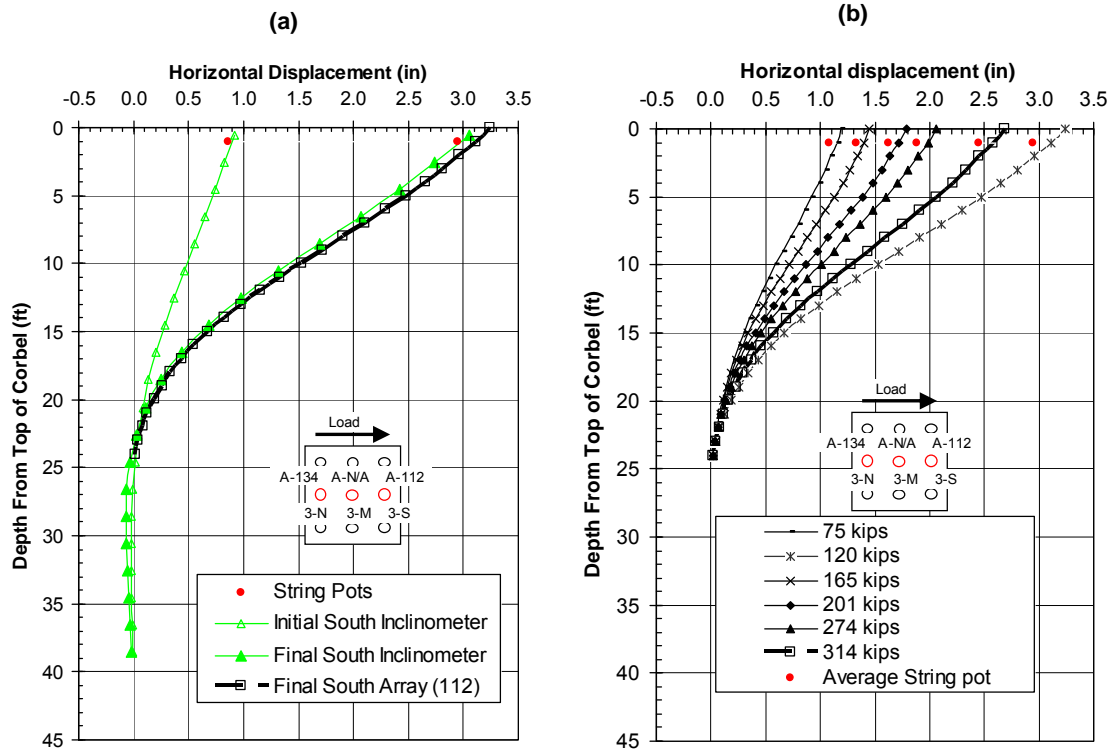 (a)
Horizontal Displacement (in)
-0.5 0.0 0.5 1.0 1.5 2.0 2.5 3.0 3.5
Depth From Top of Corbel (ft)
0
5
10
15
20
25
30
35
40
45
Load
A-134 A-N/A A-112
3-N 3-M 3-S
String Pots
Initial South Inclinometer
Final South Inclinometer
Final South Array (112)
(b)
Horizontal displacement (in)
-0.5 0.0 0.5 1.0 1.5 2.0 2.5 3.0 3.5
Depth From Top of Corbel (ft)
0
5
10
15
20
25
30
35
40
45
Load
A-134 A-N/A A-112
3-N 3-M 3-S
75 kips
120 kips
165 kips
201 kips
274 kips
314 kips
Average String pot